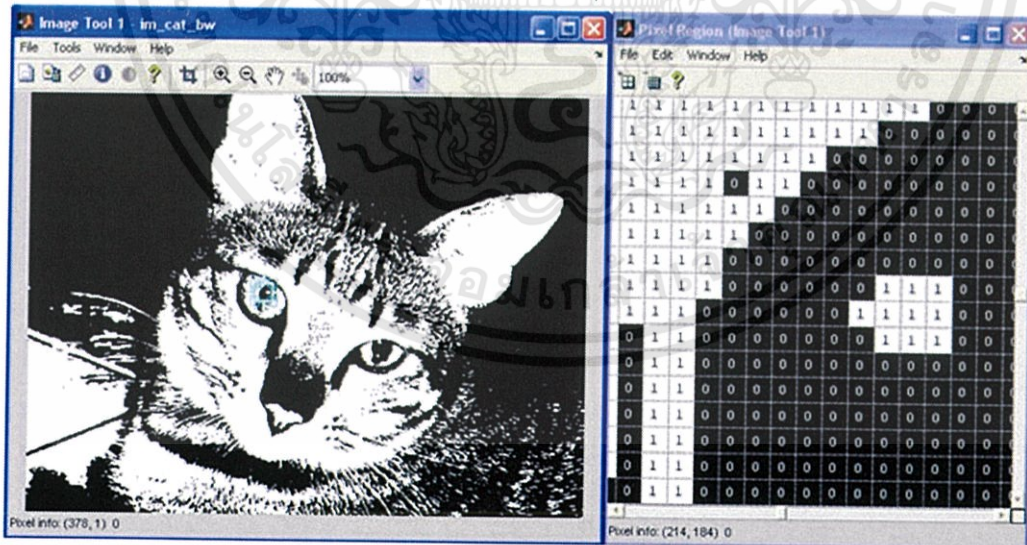 Image Tool 1 - im_cat_bw
File Tools Window Help
100%
Pixel info: (378, 1) 0
Pixel Region (Image Tool 1)
File Edit Window Help
1 1 1 1 1 1 1 1 1 1 1 1 0 0 0
1 1 1 1 1 1 1 1 1 1 0 0 0 0 0
1 1 1 1 1 1 1 1 0 0 0 0 0 0 0
1 1 1 1 0 1 1 0 0 0 0 0 0 0 0
1 1 1 1 1 1 0 0 0 0 0 0 0 0 0
1 1 1 1 1 0 0 0 0 0 0 0 0 0 0
1 1 1 1 0 0 0 0 0 0 0 0 0 0 0
1 1 1 1 0 0 0 0 0 0 1 1 1 0 0
1 1 1 0 0 0 0 0 0 1 1 1 1 0 0
0 1 1 0 0 0 0 0 0 0 1 1 1 0 0
0 1 1 0 0 0 0 0 0 0 0 0 0 0 0
0 1 1 0 0 0 0 0 0 0 0 0 0 0 0
0 1 1 0 0 0 0 0 0 0 0 0 0 0 0
0 1 1 0 0 0 0 0 0 0 0 0 0 0 0
0 1 1 0 0 0 0 0 0 0 0 0 0 0 0
0 1 1 0 0 0 0 0 0 0 0 0 0 0 0
Pixel info: (214, 184) 0